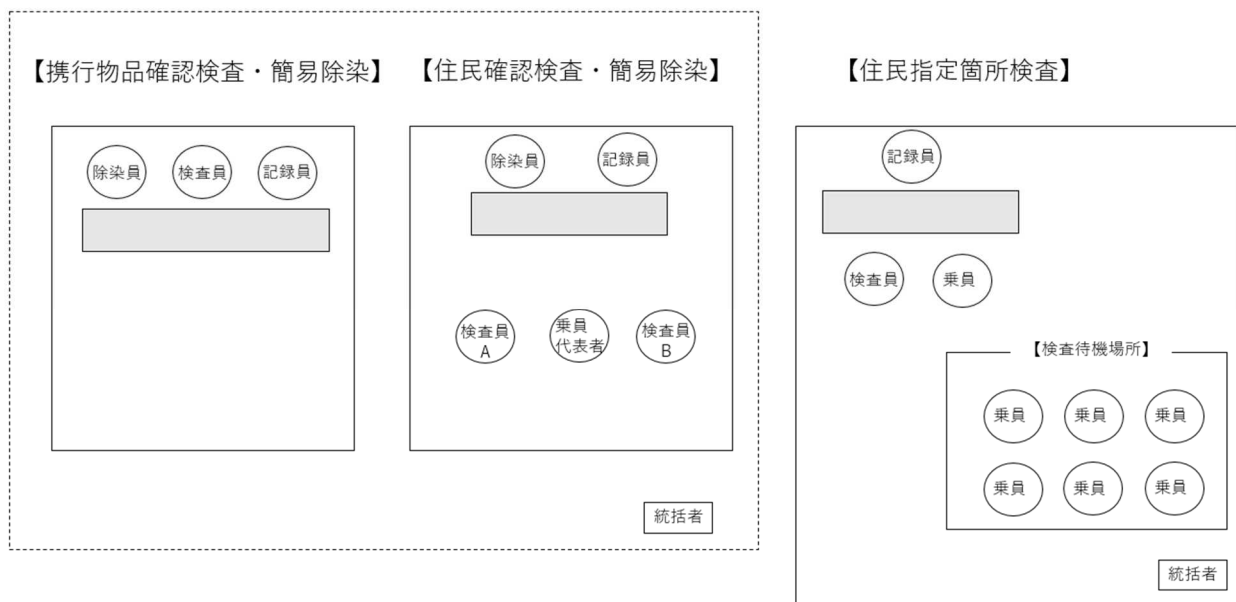 【携行物品確認検査・簡易除染】
除染員
検査員
記録員
【住民確認検査・簡易除染】
除染員
記録員
検査員
A
乗員
代表者
検査員
B
統括者
【住民指定箇所検査】
記録員
検査員
乗員
【検査待機場所】
乗員
乗員
乗員
乗員
乗員
乗員
統括者